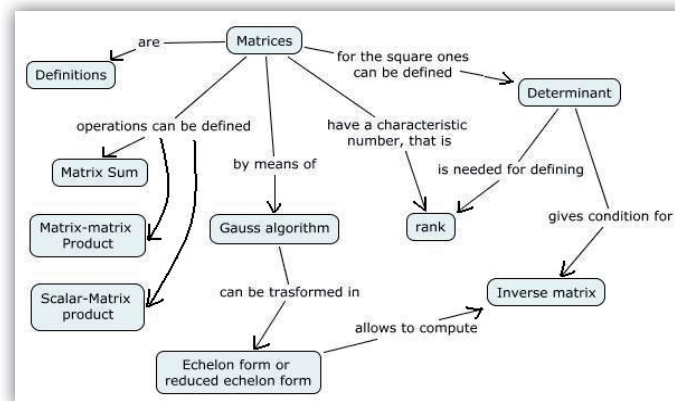 Matrices
are
for the square ones
can be defined
Definitions
Determinant
operations can be defined
have a characteristic
number, that is
by means of
is needed for defining
Matrix Sum
Matrix-matrix
Product
Gauss algorithm
rank
gives condition for
Scalar-Matrix
product
can be trasformed in
Inverse matrix
allows to compute
Echelon form or
reduced echelon form